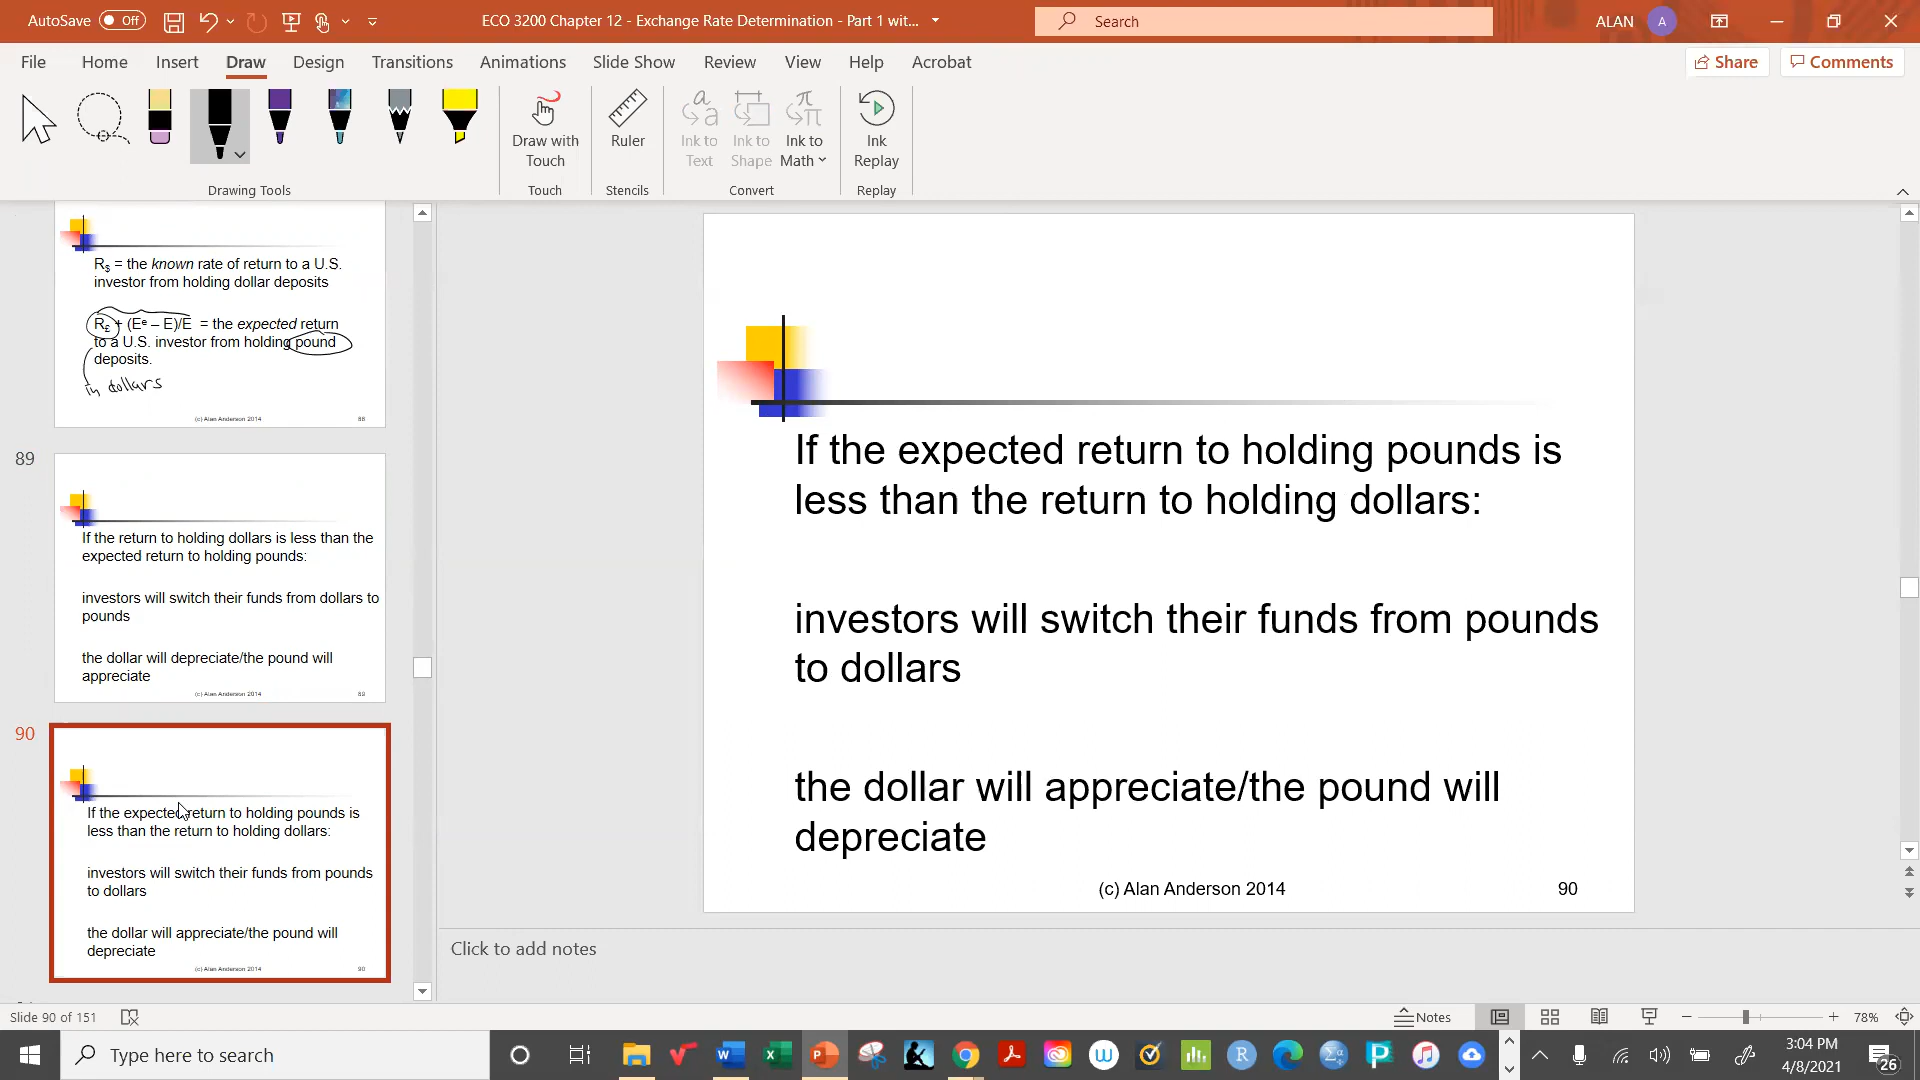 AutoSave Off
ECO 3200 Chapter 12 - Exchange Rate Determination - Part 1 wit...
Search
ALAN A
File Home Insert Draw Design Transitions Animations Slide Show Review View Help Acrobat
Share Comments
Draw with Touch
Ruler
Ink to Text
Ink to Shape
Ink to Math
Ink Replay
Drawing Tools
Touch
Stencils
Convert
Replay
R$ = the known rate of return to a U.S.
investor from holding dollar deposits
R£ + (Eᵉ – E)/E = the expected return
to a U.S. investor from holding pound
deposits.
in dollars
(c) Alan Anderson 2014 88
89
If the return to holding dollars is less than the
expected return to holding pounds:
investors will switch their funds from dollars to
pounds
the dollar will depreciate/the pound will
appreciate
(c) Alan Anderson 2014 89
90
If the expected return to holding pounds is
less than the return to holding dollars:
investors will switch their funds from pounds
to dollars
the dollar will appreciate/the pound will
depreciate
(c) Alan Anderson 2014 90
If the expected return to holding pounds is
less than the return to holding dollars:
investors will switch their funds from pounds
to dollars
the dollar will appreciate/the pound will
depreciate
(c) Alan Anderson 2014 90
Click to add notes
Slide 90 of 151
Notes
78%
Type here to search
3:04 PM
4/8/2021
26